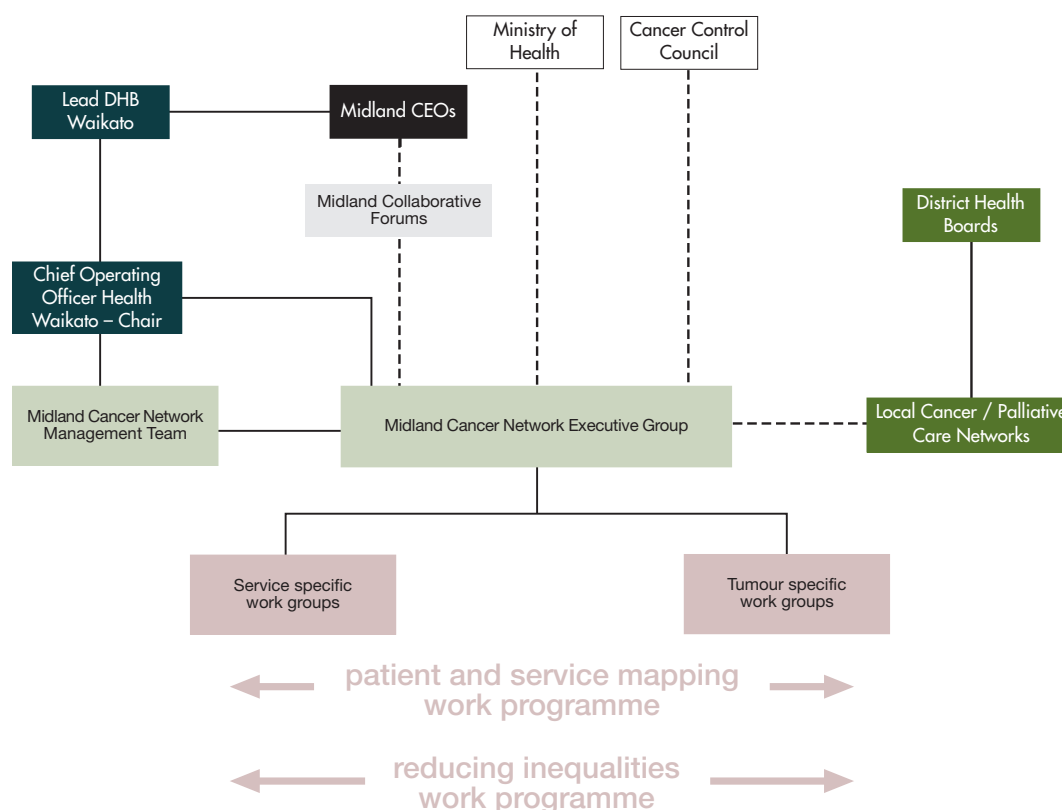 Ministry of
Health
Cancer Control
Council
Lead DHB
Waikato
Midland CEOs
Midland Collaborative
Forums
District Health
Boards
Chief Operating
Officer Health
Waikato – Chair
Midland Cancer Network
Management Team
Midland Cancer Network Executive Group
Local Cancer / Palliative
Care Networks
Service specific
work groups
Tumour specific
work groups
patient and service mapping
work programme
reducing inequalities
work programme